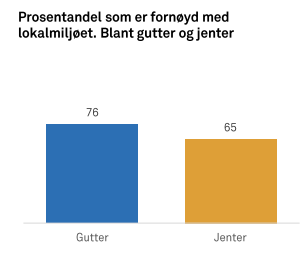 Prosentandel som er fornøyd med
lokalmiljøet. Blant gutter og jenter
76
65
Gutter
Jenter